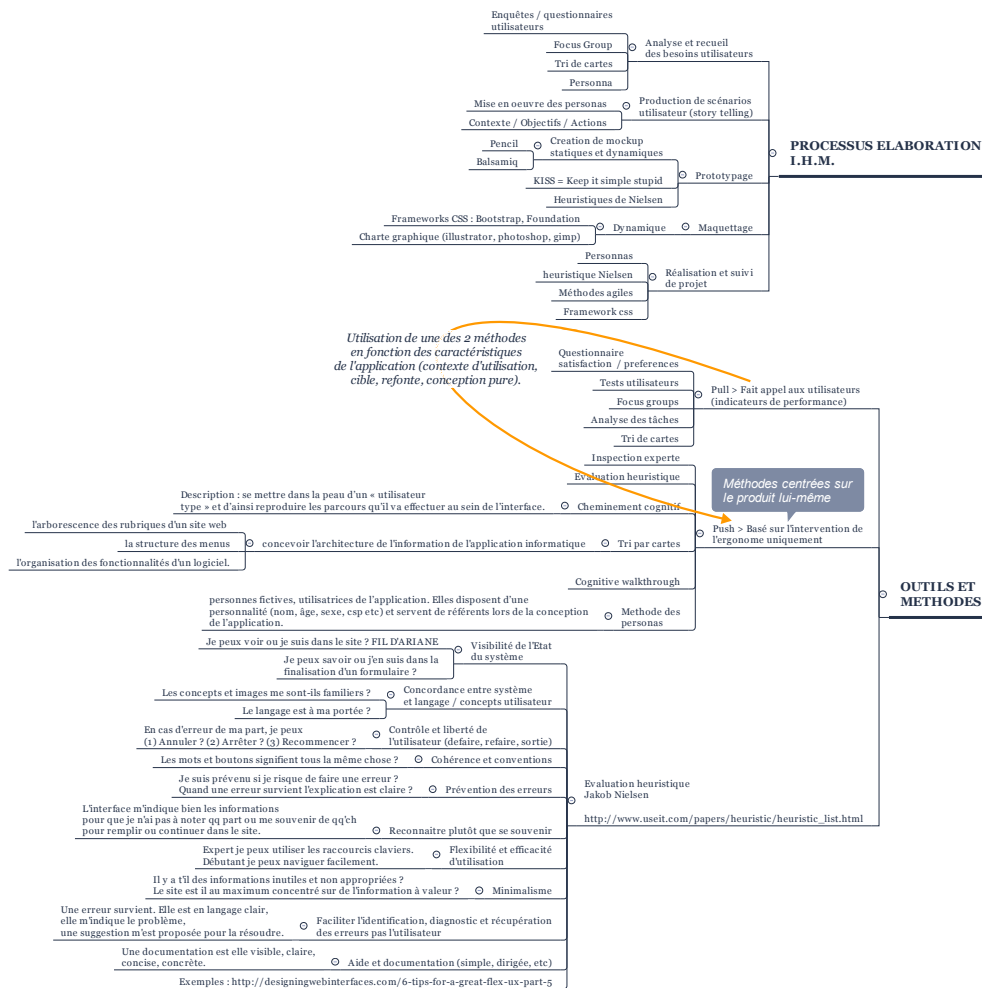 PROCESSUS ELABORATION
I.H.M.
Analyse et recueil
des besoins utilisateurs
Enquêtes / questionnaires
utilisateurs
Focus Group
Tri de cartes
Persona
Production de scénarios
utilisateur (story telling)
Mise en oeuvre des personas
Contexte / Objectifs / Actions
Prototypage
Creation de mockup
statiques et dynamiques
Pencil
Balsamiq
KISS = Keep it simple stupid
Heuristiques de Nielsen
Maquettage
Dynamique
Frameworks CSS : Bootstrap, Foundation
Charte graphique (illustrator, photoshop, gimp)
Réalisation et suivi
de projet
Personnas
heuristique Nielsen
Méthodes agiles
Framework css
Utilisation de une des 2 méthodes
en fonction des caractéristiques
de l'application (contexte d'utilisation,
cible, refonte, conception pure).
OUTILS ET
METHODES
Pull > Fait appel aux utilisateurs
(indicateurs de performance)
Questionnaire
satisfaction / preferences
Tests utilisateurs
Focus groups
Analyse des tâches
Tri de cartes
Méthodes centrées sur
le produit lui-même
Push > Basé sur l'intervention de
l'ergonome uniquement
Inspection experte
Evaluation heuristique
Cheminement cognitif
Description : se mettre dans la peau d'un « utilisateur
type » et d'ainsi reproduire les parcours qu'il va effectuer au sein de l'interface.
Tri par cartes
concevoir l'architecture de l'information de l'application informatique
l'arborescence des rubriques d'un site web
la structure des menus
l'organisation des fonctionnalités d'un logiciel.
Cognitive walkthrough
Methode des
personas
personnes fictives, utilisatrices de l'application. Elles disposent d'une
personalité (nom, âge, sexe, csp etc) et servent de référents lors de la conception
de l'application.
Evaluation heuristique
Jakob Nielsen
http://www.useit.com/papers/heuristic/heuristic_list.html
Visibilité de l'Etat
du système
Je peux voir ou je suis dans le site ? FIL D'ARIANE
Je peux savoir ou j'en suis dans la
finalisation d'un formulaire ?
Concordance entre système
et langage / concepts utilisateur
Les concepts et images me sont-ils familiers ?
Le langage est à ma portée ?
Contrôle et liberté de
l'utilisateur (defaire, refaire, sortie)
En cas d'erreur de ma part, je peux
(1) Annuler ? (2) Arrêter ? (3) Recommencer ?
Cohérence et conventions
Les mots et boutons signifient tous la même chose ?
Prévention des erreurs
Je suis prévenu si je risque de faire une erreur ?
Quand une erreur survient l'explication est claire ?
Reconnaitre plutôt que se souvenir
L'interface m'indique bien les informations
pour que je n'ai pas à noter qq part ou me souvenir de qq'ch
pour remplir ou continuer dans le site.
Flexibilité et efficacité
d'utilisation
Expert je peux utiliser les raccourcis claviers.
Débutant je peux naviguer facilement.
Minimalisme
Il y a t'il des informations inutiles et non appropriées ?
Le site est il au maximum concentré sur de l'information à valeur ?
Faciliter l'identification, diagnostic et récupération
des erreurs pas l'utilisateur
Une erreur survient. Elle est en langage clair,
elle m'indique le problème,
une suggestion m'est proposée pour la résoudre.
Aide et documentation (simple, dirigée, etc)
Une documentation est elle visible, claire,
concise, concrète.
Exemples : http://designingwebinterfaces.com/6-tips-for-a-great-flex-ux-part-5